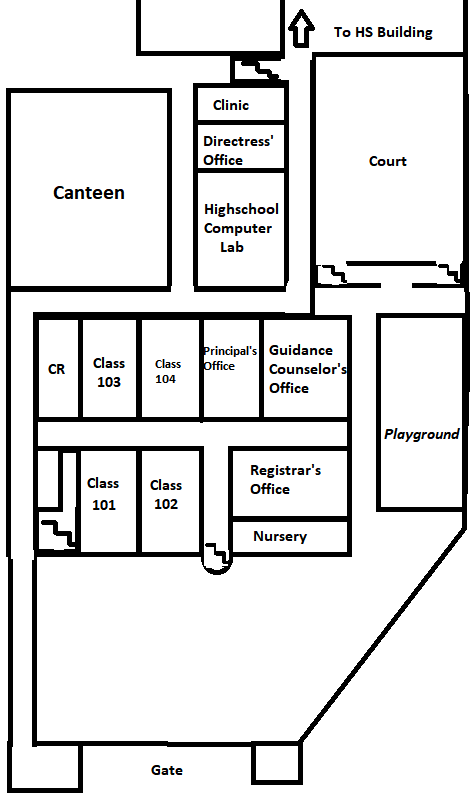 To HS Building
Clinic
Directress'
Office
Court
Canteen
Highschool
Computer
Lab
CR
Class
103
Class
104
Principal's
Office
Guidance
Counselor's
Office
Playground
Class
101
Class
102
Registrar's
Office
Nursery
Gate